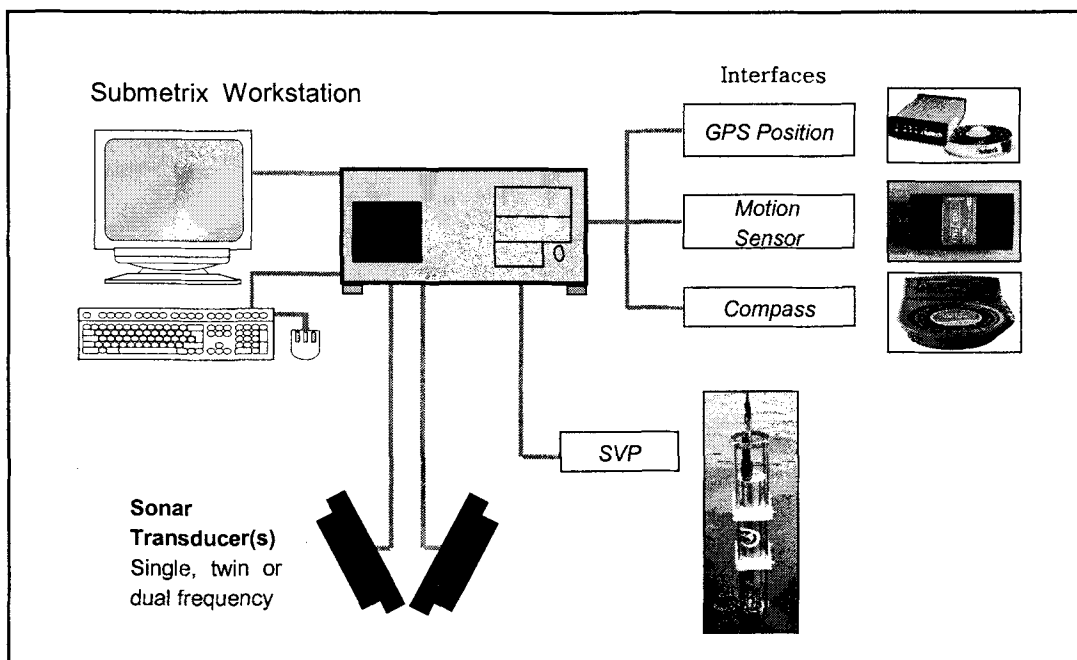 Submetrix Workstation
Interfaces
GPS Position
Motion
Sensor
Compass
SVP
Sonar
Transducer(s)
Single, twin or
dual frequency